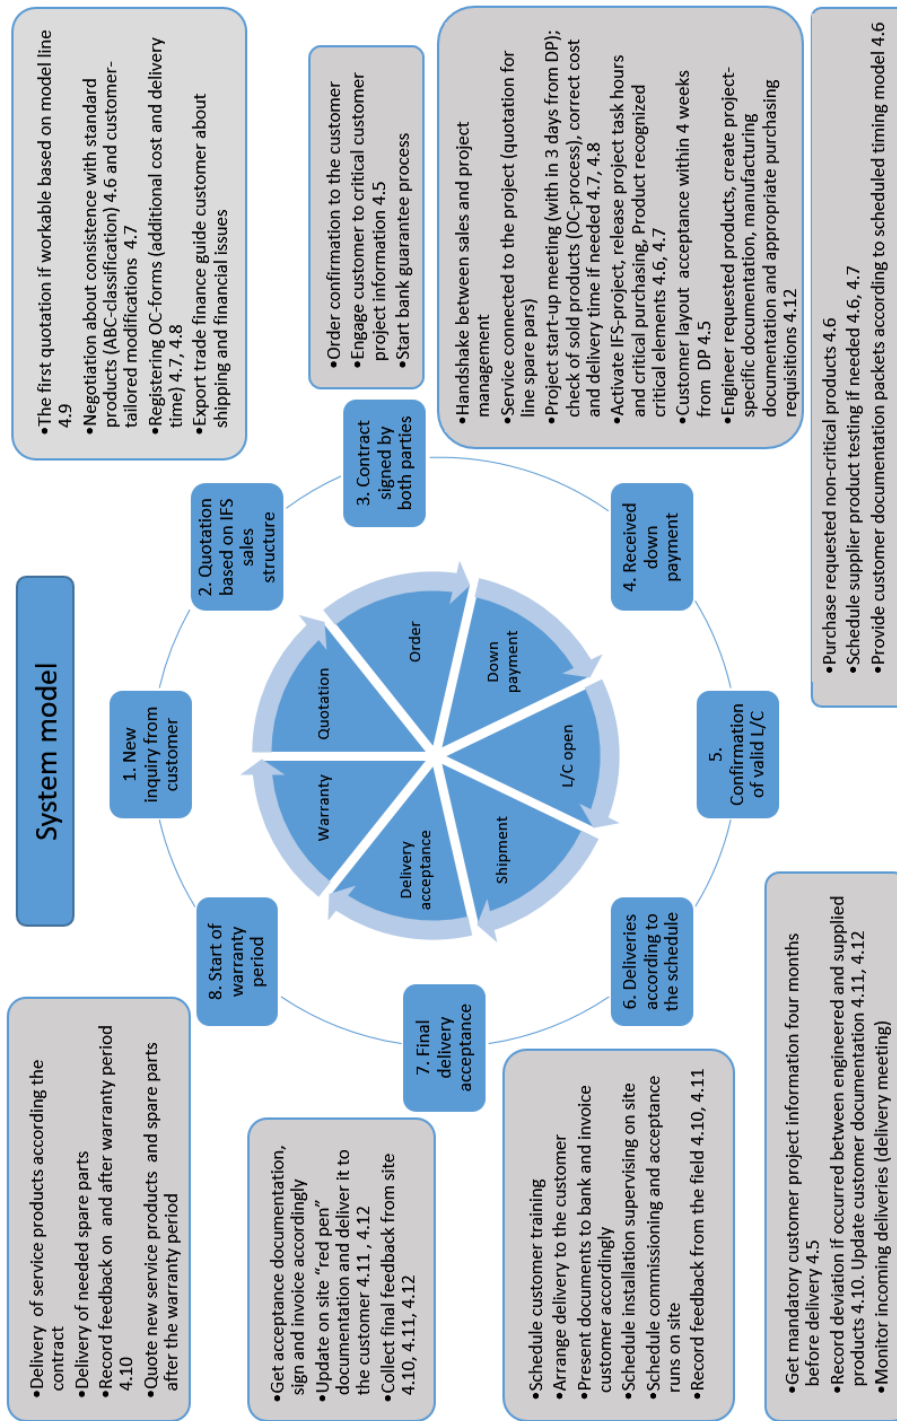 System model
1. New
inquiry from
customer
2. Quotation
based on IFS
sales
structure
3. Contract
signed by
both parties
4. Received
down
payment
5.
Confirmation
of valid L/C
6. Deliveries
according to
the schedule
7. Final
delivery
acceptance
8. Start of
warranty
period
Quotation
Order
Down
payment
L/C open
Shipment
Delivery
acceptance
Warranty
•The first quotation if workable based on model line
4.9
•Negotiation about consistence with standard
products (ABC-classification) 4.6 and customer-
tailored modifications 4.7
•Registering OC-forms (additional cost and delivery
time) 4.7, 4.8
•Export trade finance guide customer about
shipping and financial issues
•Order confirmation to the customer
•Engage customer to critical customer
project information 4.5
•Start bank guarantee process
•Handshake between sales and project
management
•Service connected to the project (quotation for
line spare pars)
•Project start-up meeting (with in 3 days from DP);
check of sold products (OC-process), correct cost
and delivery time if needed 4.7, 4.8
•Activate IFS-project, release project task hours
and critical purchasing, Product recognized
critical elements 4.6, 4.7
•Customer layout acceptance within 4 weeks
from DP 4.5
•Engineer requested products, create project-
specific documentation, manufacturing
documentation and appropriate purchasing
requisitions 4.12
•Purchase requested non-critical products 4.6
•Schedule supplier product testing if needed 4.6, 4.7
•Provide customer documentation packets according to scheduled timing model 4.6
•Get mandatory customer project information four months
before delivery 4.5
•Record deviation if occurred between engineered and supplied
products 4.10. Update customer documentation 4.11, 4.12
•Monitor incoming deliveries (delivery meeting)
•Schedule customer training
•Arrange delivery to the customer
•Present documents to bank and invoice
customer accordingly
•Schedule installation supervising on site
•Schedule commissioning and acceptance
runs on site
•Record feedback from the field 4.10, 4.11
•Get acceptance documentation,
sign and invoice accordingly
•Update on site “red pen”
documentation and deliver it to
the customer 4.11 , 4.12
•Collect final feedback from site
4.10, 4.11, 4.12
•Delivery of service products according the
contract
•Delivery of needed spare parts
•Record feedback on and after warranty period
4.10
•Quote new service products and spare parts
after the warranty period